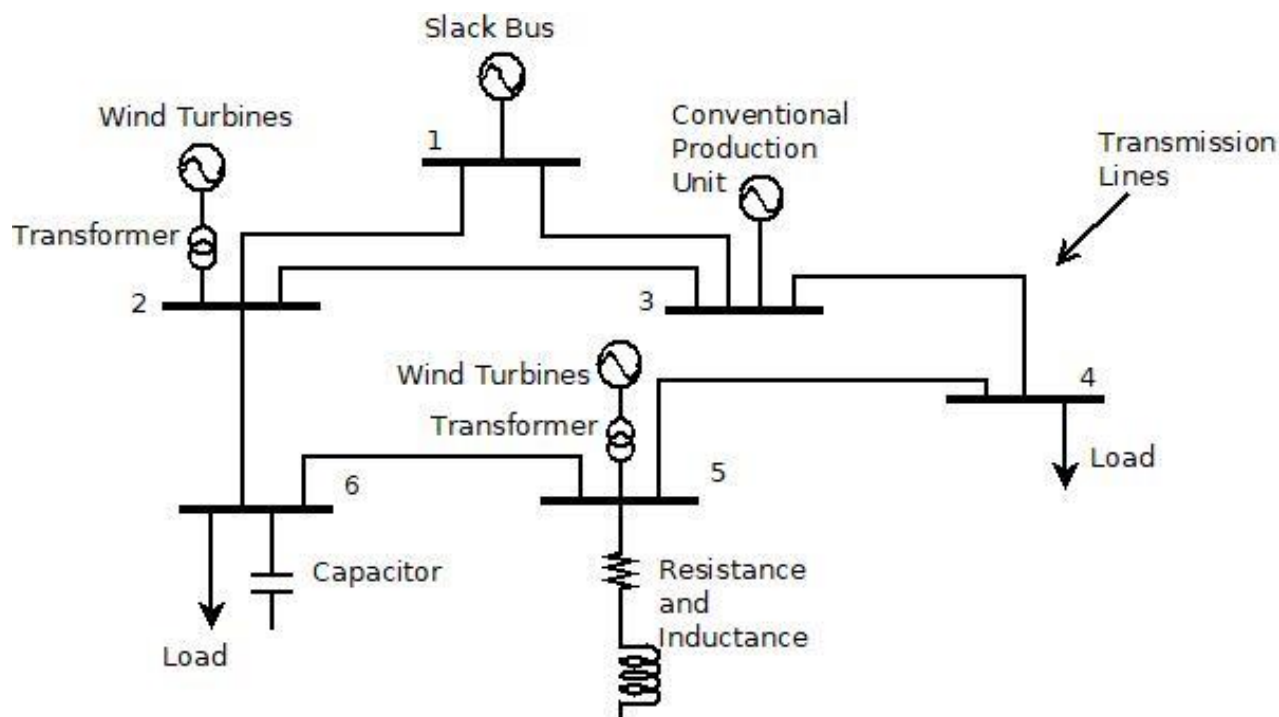 Slack Bus
Wind Turbines
1
Conventional
Production
Unit
Transmission
Lines
Transformer
2
3
Wind Turbines
4
Transformer
Load
6
5
Capacitor
Resistance
and
Inductance
Load